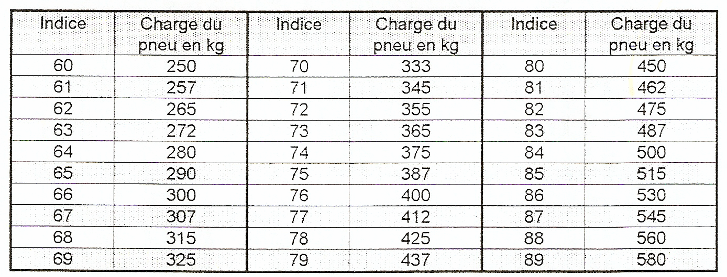 Indice Charge du pneu en kg Indice Charge du pneu en kg Indice Charge du pneu en kg
60 250 70 333 80 450
61 257 71 345 81 462
62 265 72 355 82 475
63 272 73 365 83 487
64 280 74 375 84 500
65 290 75 387 85 515
66 300 76 400 86 530
67 307 77 412 87 545
68 315 78 425 88 560
69 325 79 437 89 580